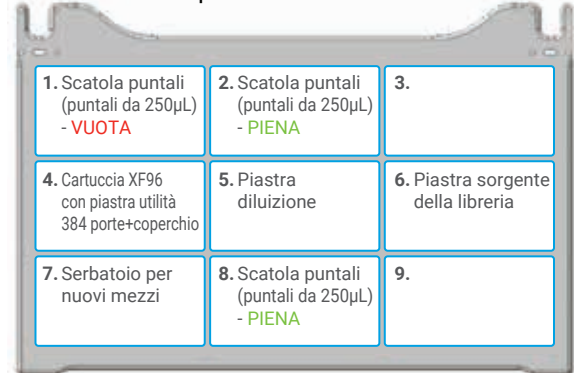 1. Scatola puntali
(puntali da 250µL)
- VUOTA
2. Scatola puntali
(puntali da 250µL)
- PIENA
3.
4. Cartuccia XF96
con piastra utilità
384 porte+coperchio
5. Piastra
diluizione
6. Piastra sorgente
della libreria
7. Serbatoio per
nuovi mezzi
8. Scatola puntali
(puntali da 250µL)
- PIENA
9.